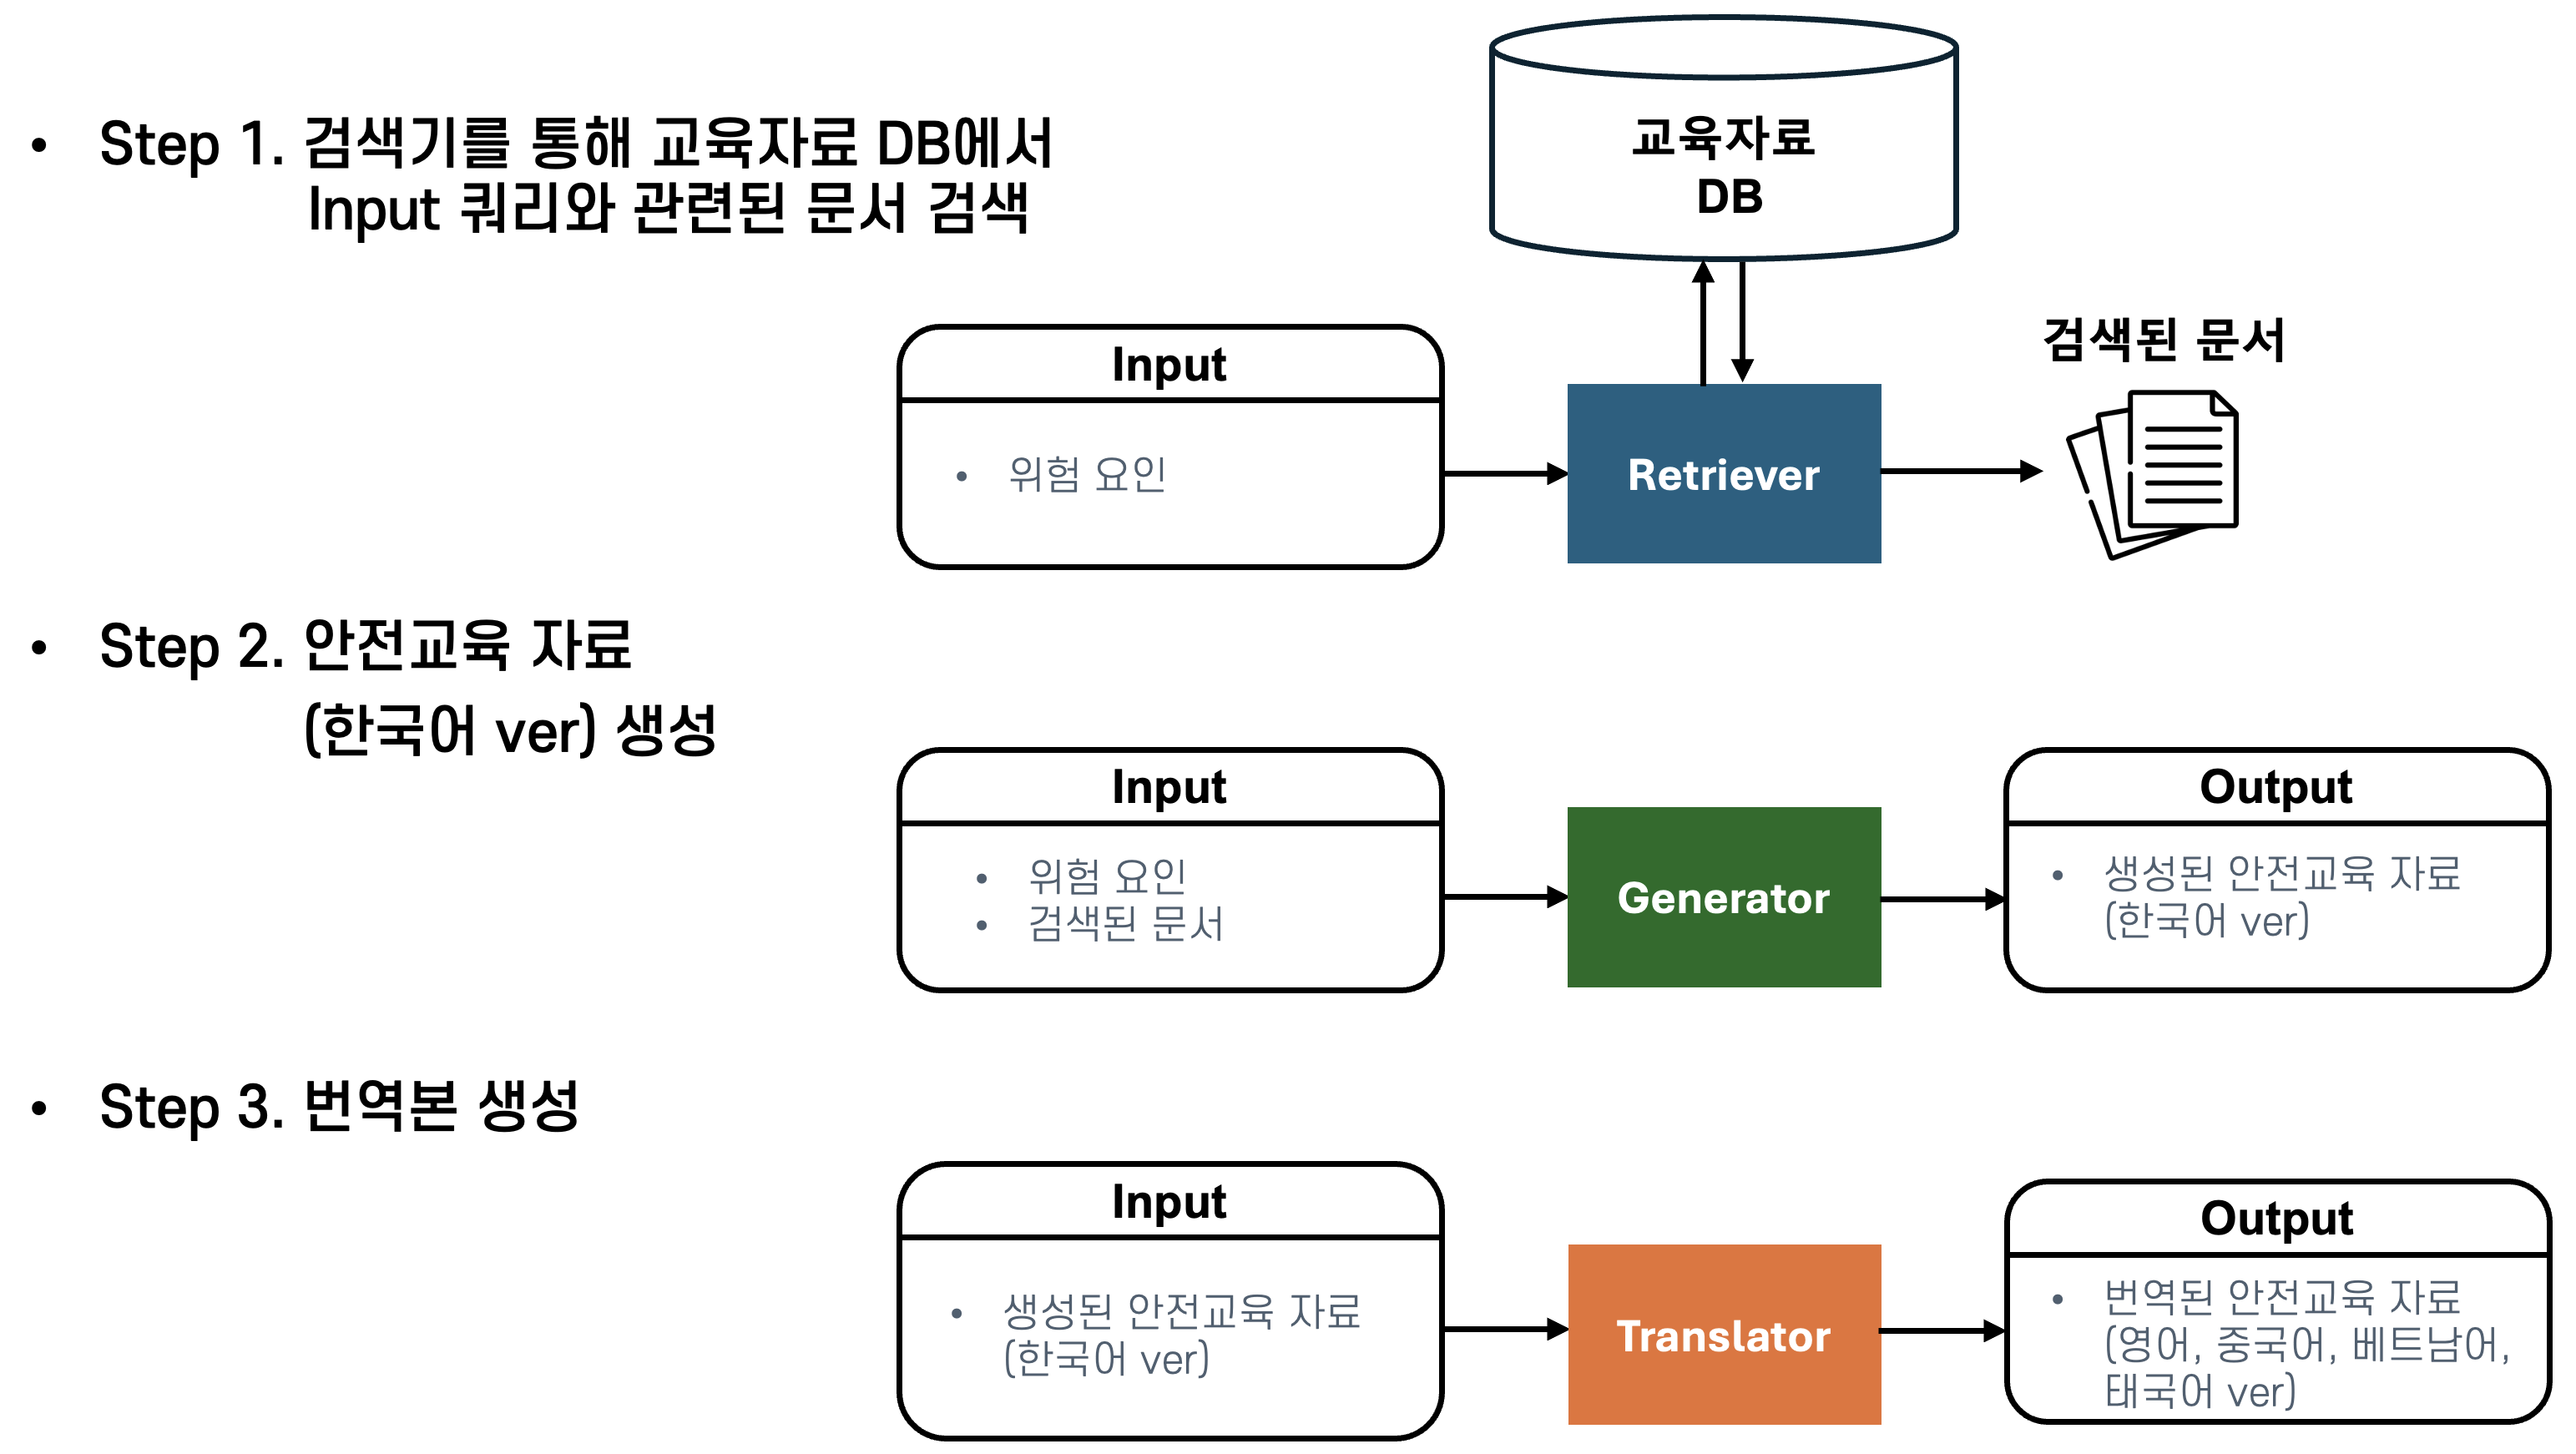 • Step 1. 검색기를 통해 교육자료 DB에서
Input 쿼리와 관련된 문서 검색
교육자료
DB
Input
• 위험 요인
Retriever
검색된 문서
• Step 2. 안전교육 자료
(한국어 ver) 생성
Input
• 위험 요인
• 검색된 문서
Generator
Output
• 생성된 안전교육 자료
(한국어 ver)
• Step 3. 번역본 생성
Input
• 생성된 안전교육 자료
(한국어 ver)
Translator
Output
• 번역된 안전교육 자료
(영어, 중국어, 베트남어,
태국어 ver)